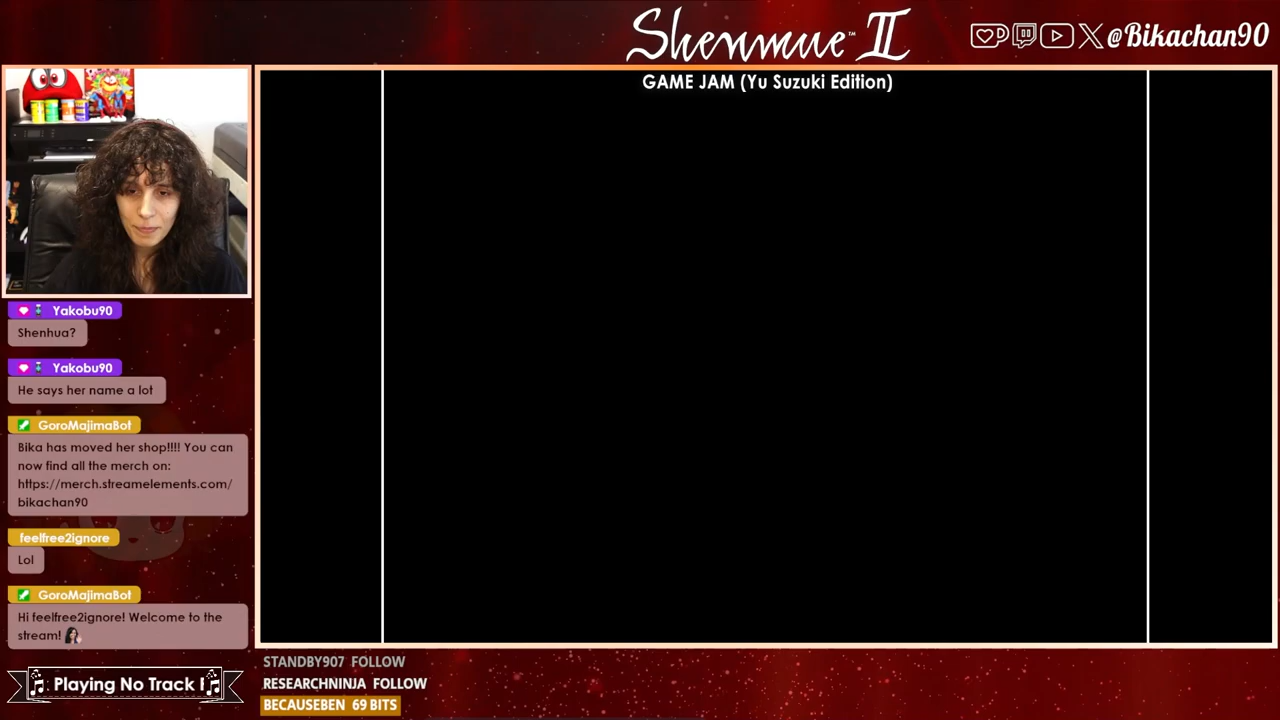 Shenmue™ II
@Bikachan90
GAME JAM (Yu Suzuki Edition)
Yakobu90
Shenhua?
Yakobu90
He says her name a lot
GoroMajimaBot
Bika has moved her shop!!!! You can
now find all the merch on:
https://merch.streamelements.com/
bikachan90
feelfree2ignore
Lol
GoroMajimaBot
Hi feelfree2ignore! Welcome to the
stream!
Playing No Track !
STANDBY907 FOLLOW
RESEARCHNINJA FOLLOW
BECAUSEBEN 69 BITS